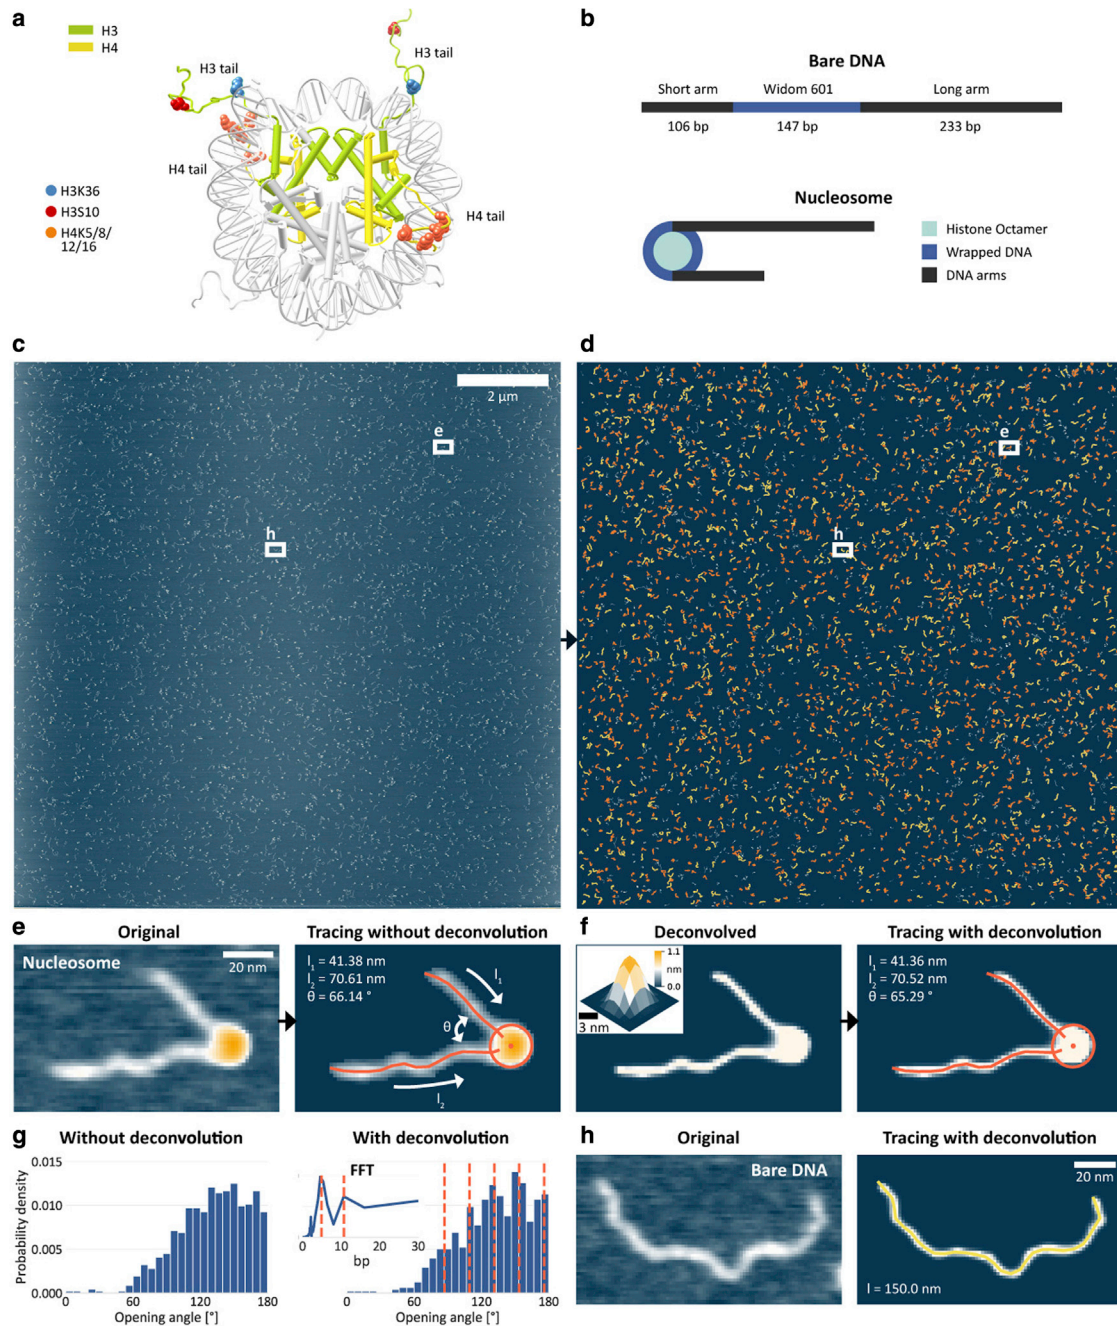 a
H3
H4
H3 tail
H3 tail
H4 tail
H4 tail
H3K36
H3S10
H4K5/8/
12/16
b
Bare DNA
Short arm Widom 601 Long arm
106 bp 147 bp 233 bp
Nucleosome
Histone Octamer
Wrapped DNA
DNA arms
c
2 μm
e
h
d
e
h
e
Original
Nucleosome
20 nm
Tracing without deconvolution
l1 = 41.38 nm
l2 = 70.61 nm
θ = 66.14 °
l1
θ
l2
f
Deconvolved
1.1
nm
0.0
3 nm
Tracing with deconvolution
l1 = 41.36 nm
l2 = 70.52 nm
θ = 65.29 °
g
Without deconvolution
Probability density
0.015
0.010
0.005
0.000
0 60 120 180
Opening angle [°]
With deconvolution
FFT
0 10 20 30
bp
0 60 120 180
Opening angle [°]
h
Original
Bare DNA
Tracing with deconvolution
20 nm
l = 150.0 nm